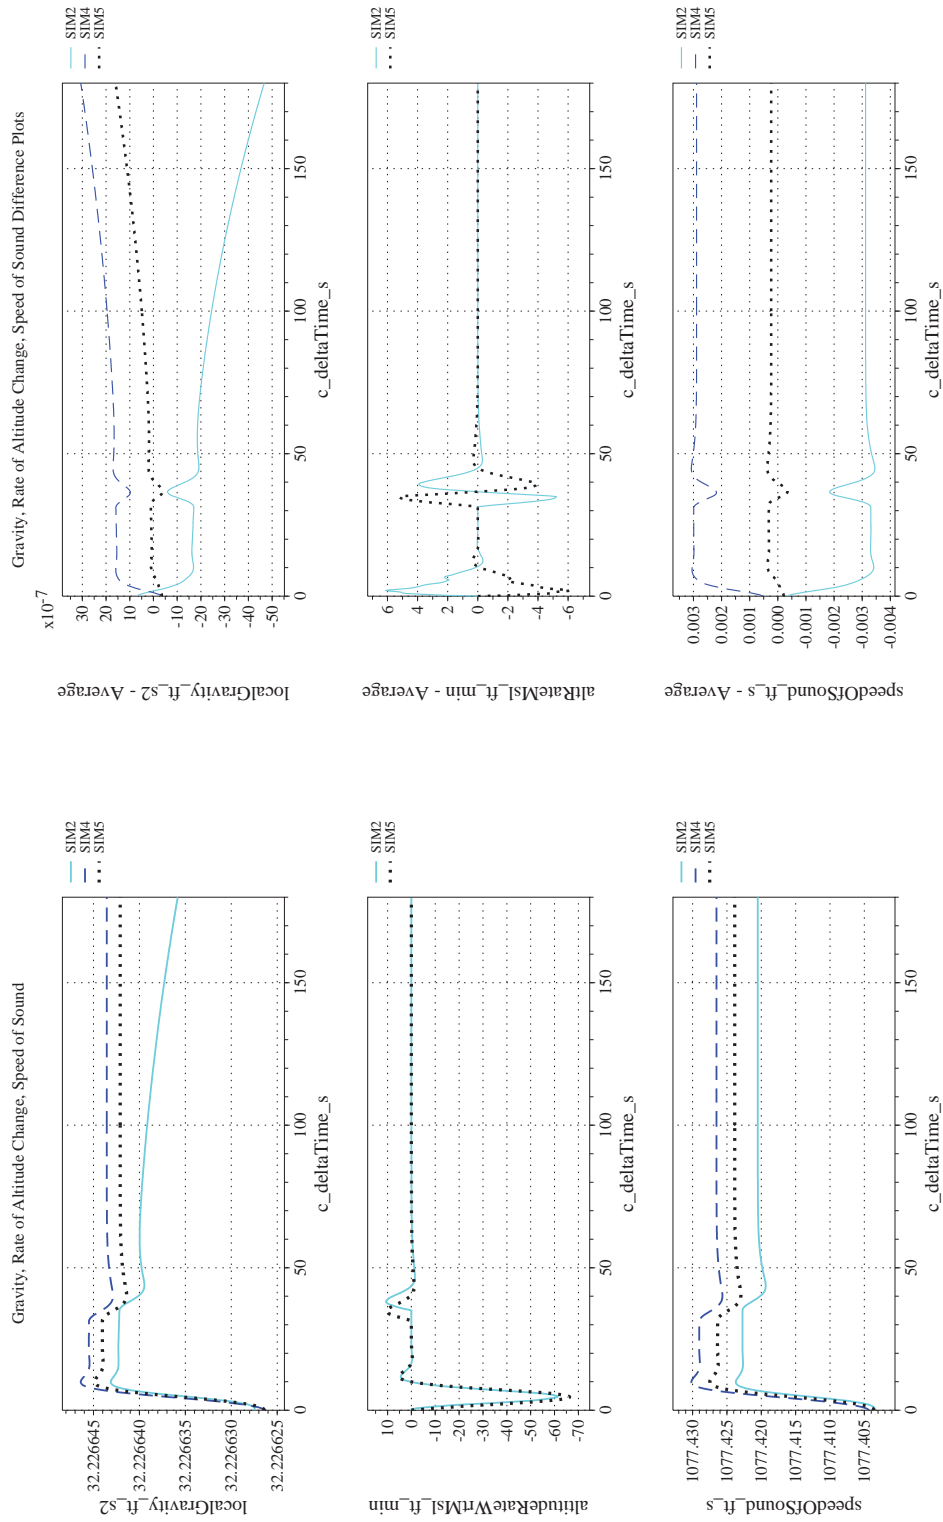 Gravity, Rate of Altitude Change, Speed of Sound
SIM2
SIM4
SIM5
32.226645
32.226640
32.226635
32.226630
32.226625
localGravity_ft_s2
0
50
100
150
c_deltaTime_s
SIM2
SIM5
10
0
-10
-20
-30
-40
-50
-60
-70
altitudeRateWrtMsl_ft_min
0
50
100
150
c_deltaTime_s
SIM2
SIM4
SIM5
1077.430
1077.425
1077.420
1077.415
1077.410
1077.405
speedOfSound_ft_s
0
50
100
150
c_deltaTime_s
Gravity, Rate of Altitude Change, Speed of Sound Difference Plots
x10-7
SIM2
SIM4
SIM5
30
20
10
0
-10
-20
-30
-40
-50
localGravity_ft_s2 - Average
0
50
100
150
c_deltaTime_s
SIM2
SIM5
6
4
2
0
-2
-4
-6
altRateMsl_ft_min - Average
0
50
100
150
c_deltaTime_s
SIM2
SIM4
SIM5
0.003
0.002
0.001
0.000
-0.001
-0.002
-0.003
-0.004
speedOfSound_ft_s - Average
0
50
100
150
c_deltaTime_s